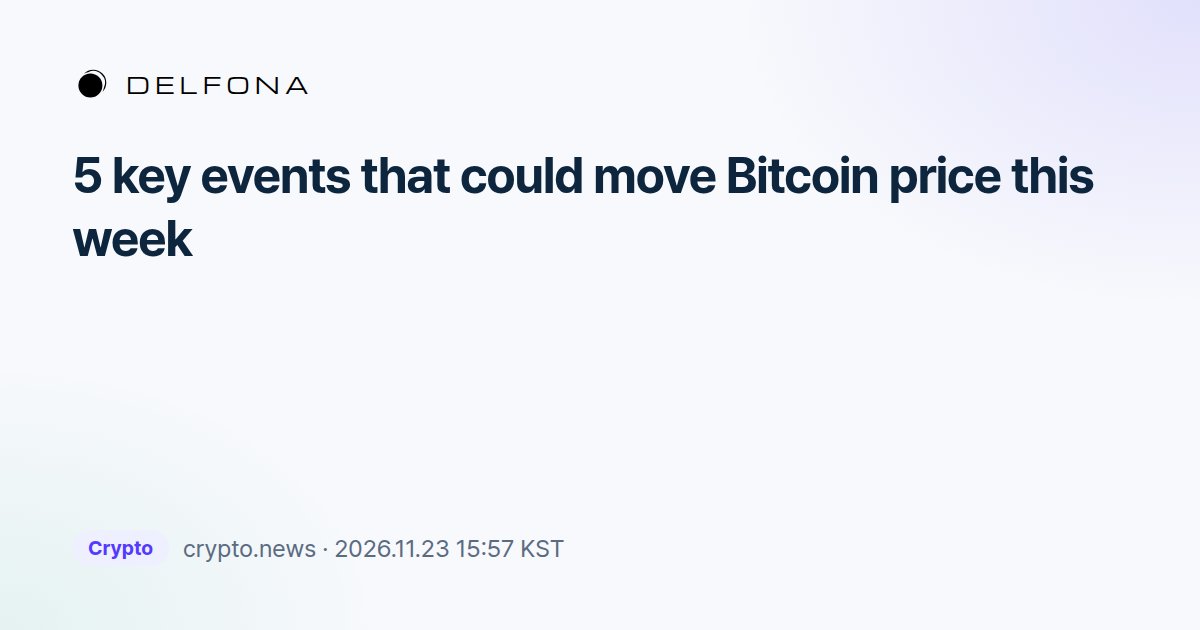 DELFONA
5 key events that could move Bitcoin price this
week
Crypto crypto.news · 2026.11.23 15:57 KST